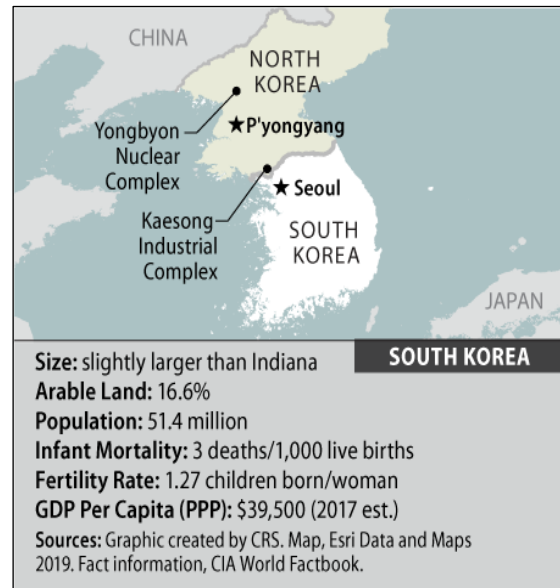 CHINA
NORTH
KOREA
Yongbyon
Nuclear
Complex
P'yongyang
Seoul
Kaesong
Industrial
Complex
SOUTH
KOREA
JAPAN
SOUTH KOREA
Size: slightly larger than Indiana
Arable Land: 16.6%
Population: 51.4 million
Infant Mortality: 3 deaths/1,000 live births
Fertility Rate: 1.27 children born/woman
GDP Per Capita (PPP): $39,500 (2017 est.)
Sources: Graphic created by CRS. Map, Esri Data and Maps
2019. Fact information, CIA World Factbook.